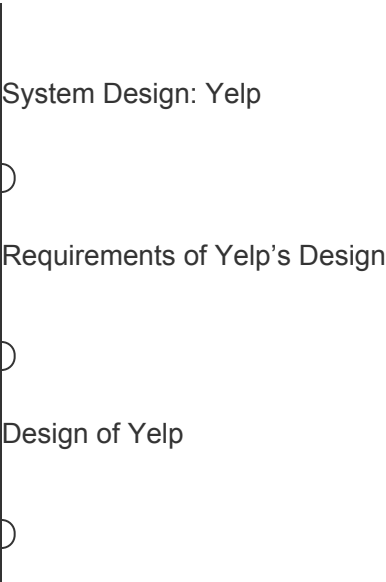 System Design: Yelp
Requirements of Yelp’s Design
Design of Yelp